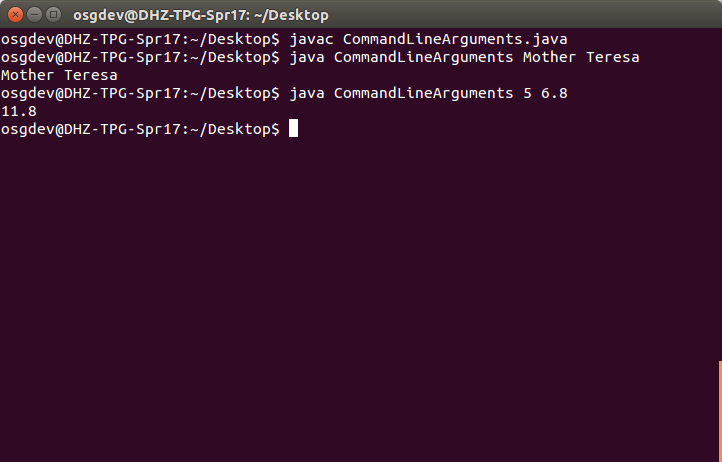 osgdev@DHZ-TPG-Spr17: ~/Desktop
osgdev@DHZ-TPG-Spr17:~/Desktop$ javac CommandLineArguments.java
osgdev@DHZ-TPG-Spr17:~/Desktop$ java CommandLineArguments Mother Teresa
Mother Teresa
osgdev@DHZ-TPG-Spr17:~/Desktop$ java CommandLineArguments 5 6.8
11.8
osgdev@DHZ-TPG-Spr17:~/Desktop$